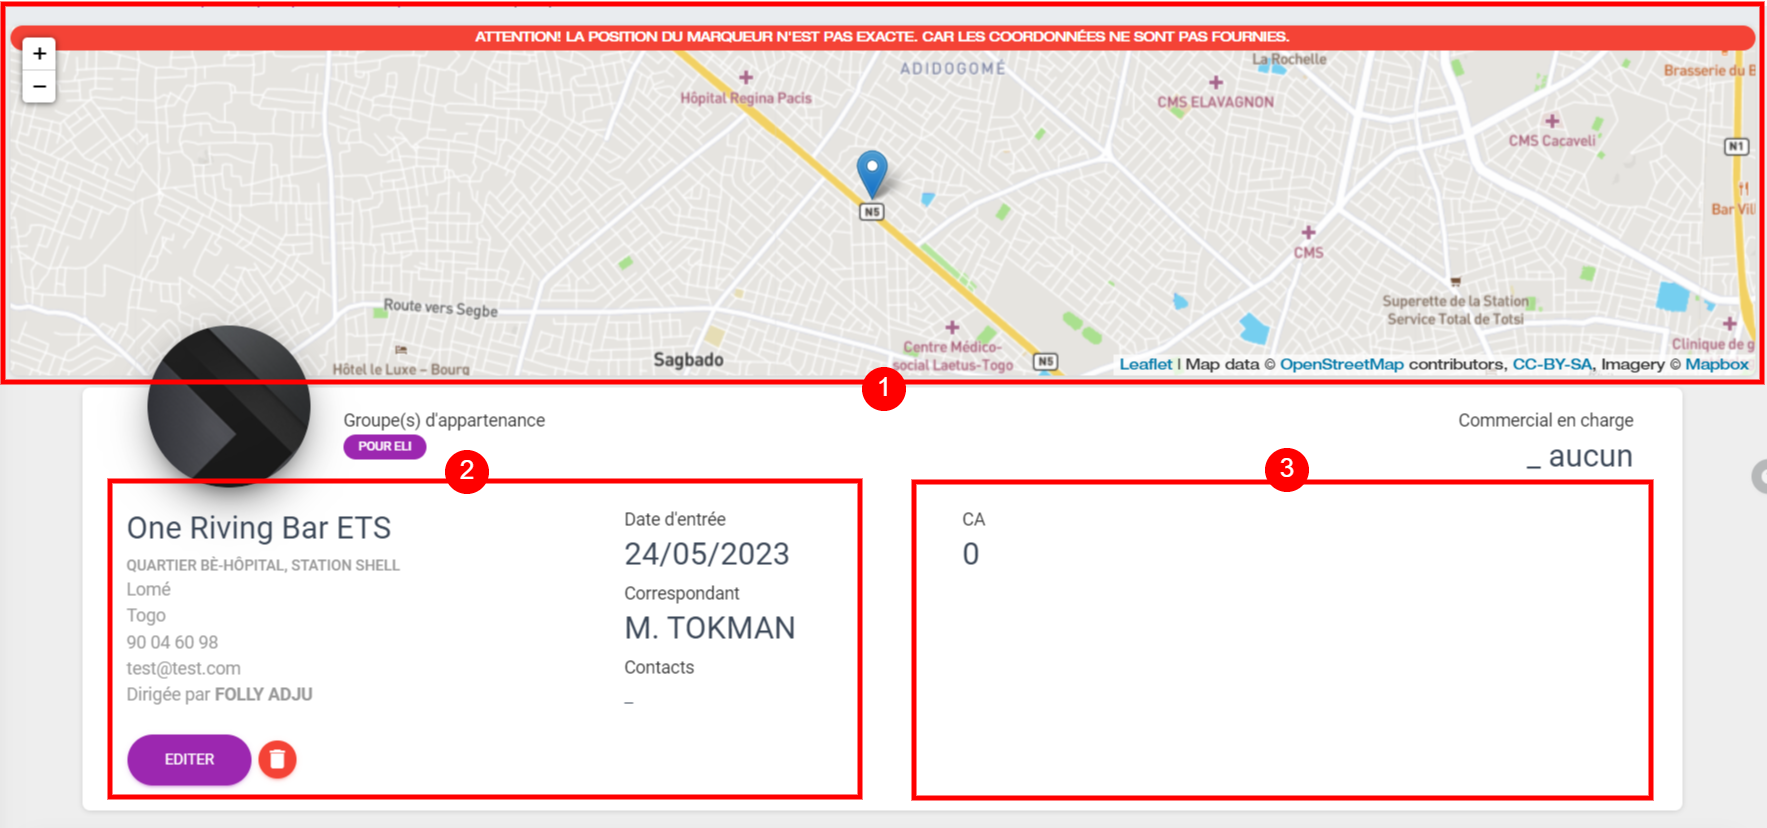 ATTENTION! LA POSITION DU MARQUEUR N'EST PAS EXACTE. CAR LES COORDONNÉES NE SONT PAS FOURNIES.
+
−
ADIDOGOMÉ
La Rochelle
Brasserie du B
Hôpital Regina Pacis
CMS ELAVAGNON
CMS Cacaveli
N1
Bar Vil
N5
CMS
Route vers Segbe
Superette de la Station
Service Total de Totsi
Hôtel le Luxe – Bourg
Sagbado
Centre Médico-
social Laetus-Togo
N5
Clinique de g
Leaflet | Map data © OpenStreetMap contributors, CC-BY-SA, Imagery © Mapbox
1
Groupe(s) d'appartenance
POUR ELI
Commercial en charge
_ aucun
2
3
One Riving Bar ETS
QUARTIER BÈ-HÔPITAL, STATION SHELL
Lomé
Togo
90 04 60 98
test@test.com
Dirigée par FOLLY ADJU
EDITER
Date d'entrée
24/05/2023
Correspondant
M. TOKMAN
Contacts
_
CA
0